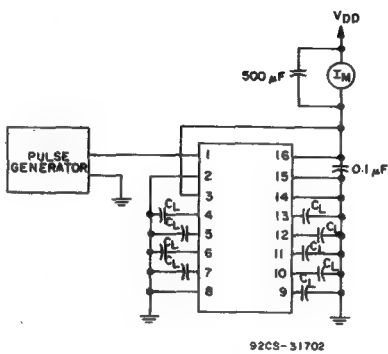 VDD
500 µF
IM
PULSE
GENERATOR
1
2
3
4
5
6
7
8
16
15
14
13
12
11
10
9
0.1 µF
CL
CL
CL
CL
CL
CL
CL
CL
CL
92CS-31702